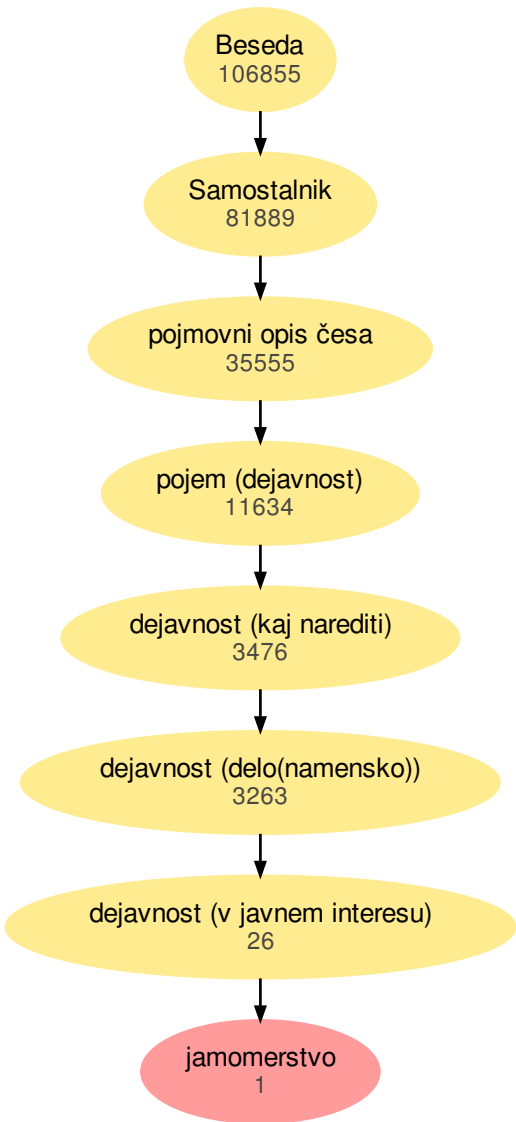 Beseda
106855
Samostalnik
81889
pojmovni opis česa
35555
pojem (dejavnost)
11634
dejavnost (kaj narediti)
3476
dejavnost (delo(namensko))
3263
dejavnost (v javnem interesu)
26
jamomerstvo
1